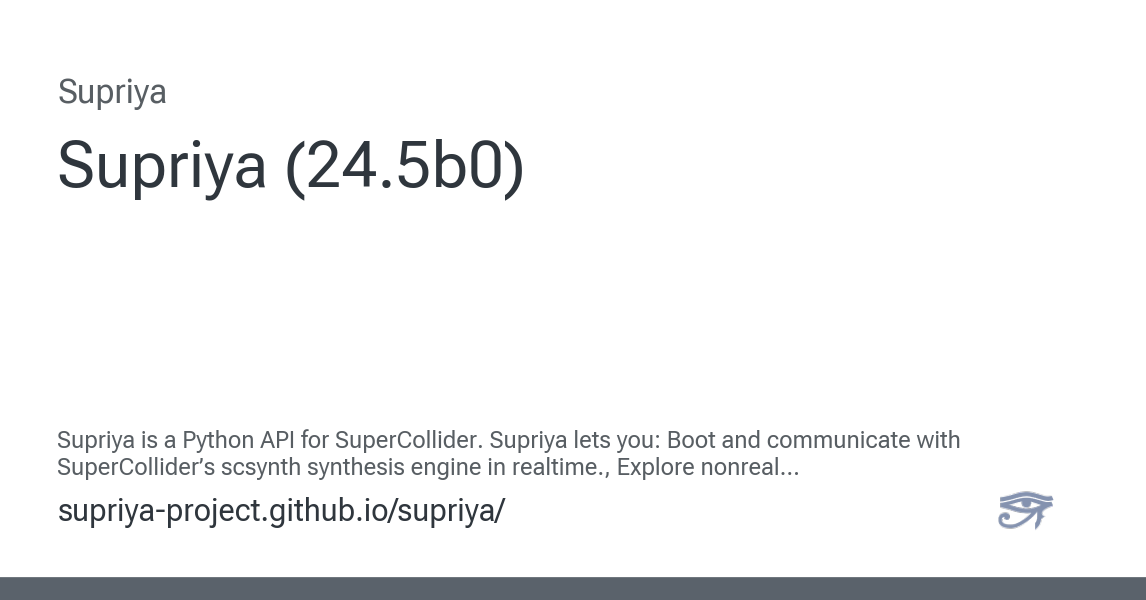 Supriya
Supriya (24.5b0)
Supriya is a Python API for SuperCollider. Supriya lets you: Boot and communicate with
SuperCollider’s scsynth synthesis engine in realtime., Explore nonreal...
supriya-project.github.io/supriya/